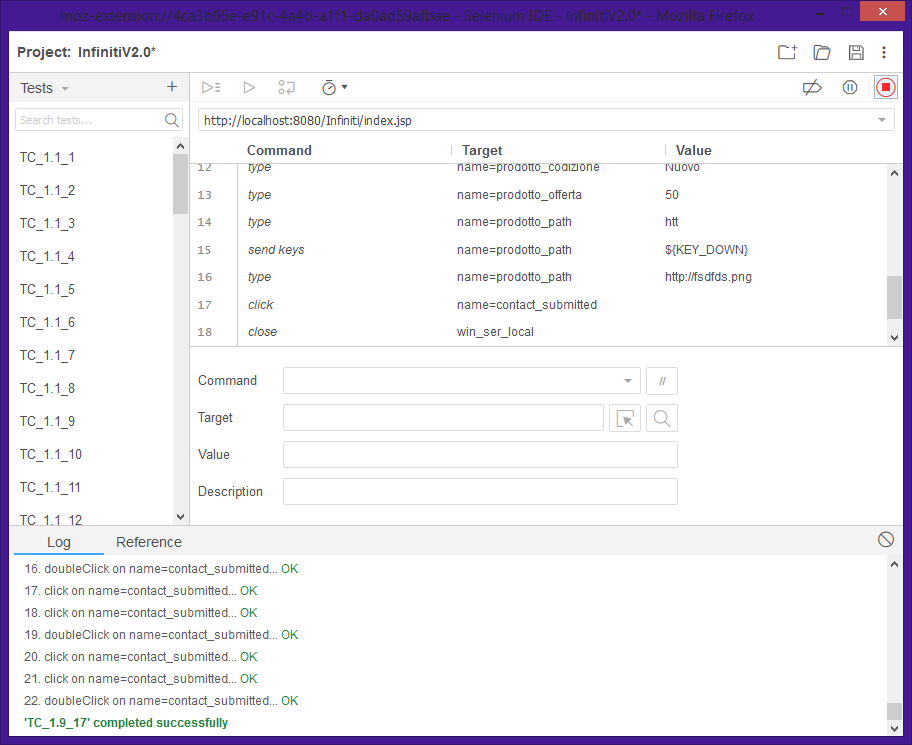 moz-extension://4ca3b95e-e91c-4a4b-a1f1-da0ad59afbae - Selenium IDE - InfinitiV2.0* - Mozilla Firefox
Project: InfinitiV2.0*
Tests
Search tests...
http://localhost:8080/Infiniti/index.jsp
TC_1.1_1
TC_1.1_2
TC_1.1_3
TC_1.1_4
TC_1.1_5
TC_1.1_6
TC_1.1_7
TC_1.1_8
TC_1.1_9
TC_1.1_10
TC_1.1_11
TC_1.1_12
Command Target Value
12 type name=prodotto_codizione Nuovo
13 type name=prodotto_offerta 50
14 type name=prodotto_path htt
15 send keys name=prodotto_path ${KEY_DOWN}
16 type name=prodotto_path http://fsdfds.png
17 click name=contact_submitted
18 close win_ser_local
Command //
Target
Value
Description
Log Reference
16. doubleClick on name=contact_submitted... OK
17. click on name=contact_submitted... OK
18. click on name=contact_submitted... OK
19. doubleClick on name=contact_submitted... OK
20. click on name=contact_submitted... OK
21. click on name=contact_submitted... OK
22. doubleClick on name=contact_submitted... OK
'TC_1.9_17' completed successfully